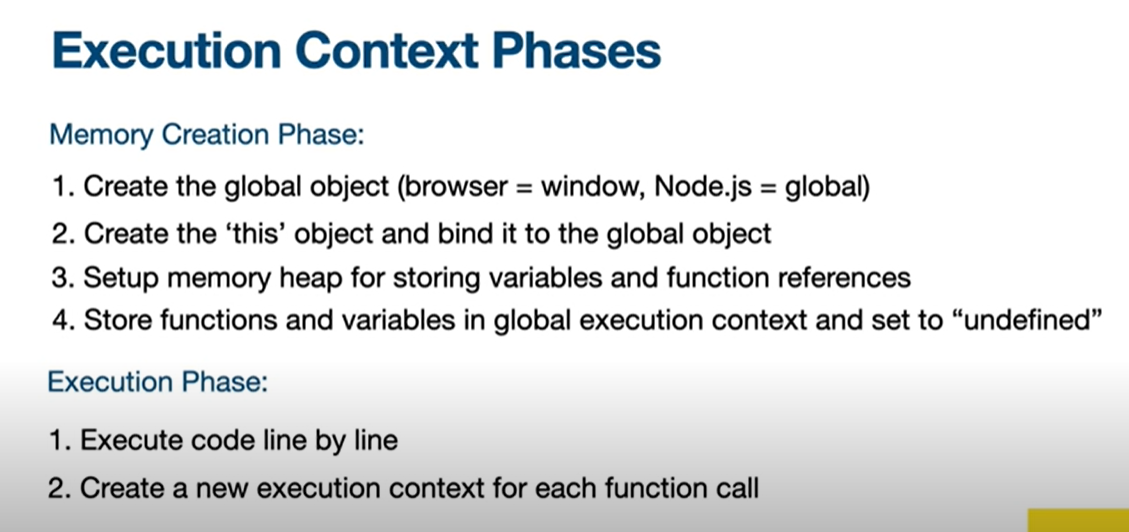 Execution Context Phases
Memory Creation Phase:
1. Create the global object (browser = window, Node.js = global)
2. Create the ‘this’ object and bind it to the global object
3. Setup memory heap for storing variables and function references
4. Store functions and variables in global execution context and set to “undefined”
Execution Phase:
1. Execute code line by line
2. Create a new execution context for each function call